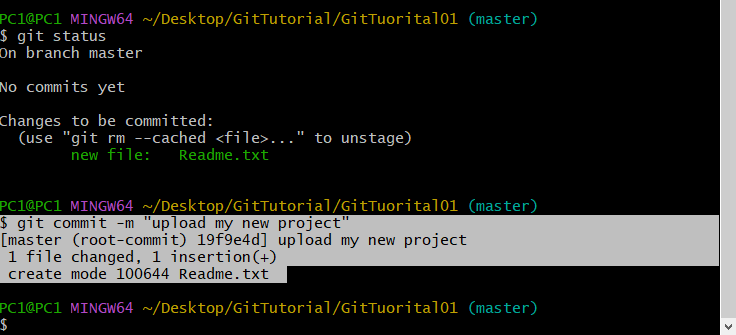 PC1@PC1 MINGW64 ~/Desktop/GitTutorial/GitTuorital01 (master)
$ git status
On branch master
No commits yet
Changes to be committed:
  (use "git rm --cached <file>..." to unstage)
        new file:   Readme.txt
PC1@PC1 MINGW64 ~/Desktop/GitTutorial/GitTuorital01 (master)
$ git commit -m "upload my new project"
[master (root-commit) 19f9e4d] upload my new project
 1 file changed, 1 insertion(+)
 create mode 100644 Readme.txt
PC1@PC1 MINGW64 ~/Desktop/GitTutorial/GitTuorital01 (master)
$